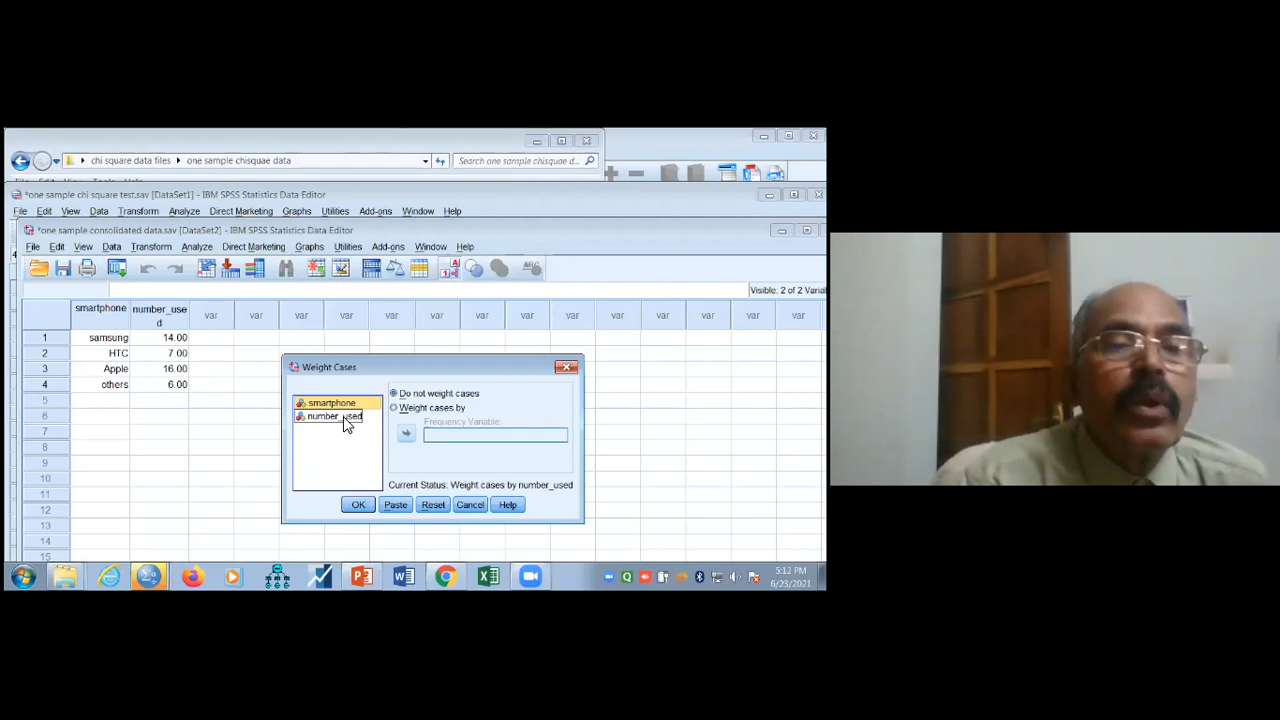 chi square data files
one sample chisquae data
Search one sample chisquae d...
*one sample chi square test.sav [DataSet1] - IBM SPSS Statistics Data Editor
File Edit View Data Transform Analyze Direct Marketing Graphs Utilities Add-ons Window Help
*one sample consolidated data.sav [DataSet2] - IBM SPSS Statistics Data Editor
File Edit View Data Transform Analyze Direct Marketing Graphs Utilities Add-ons Window Help
Visible: 2 of 2 Varia
smartphone number_use
d
var var var var var var var var var var var var var var
1 samsung 14.00
2 HTC 7.00
3 Apple 16.00
4 others 6.00
5
6
7
8
9
10
11
12
13
14
15
Weight Cases
smartphone
number_used
Do not weight cases
Weight cases by
Frequency Variable:
Current Status: Weight cases by number_used
OK Paste Reset Cancel Help
5:12 PM
6/23/2021